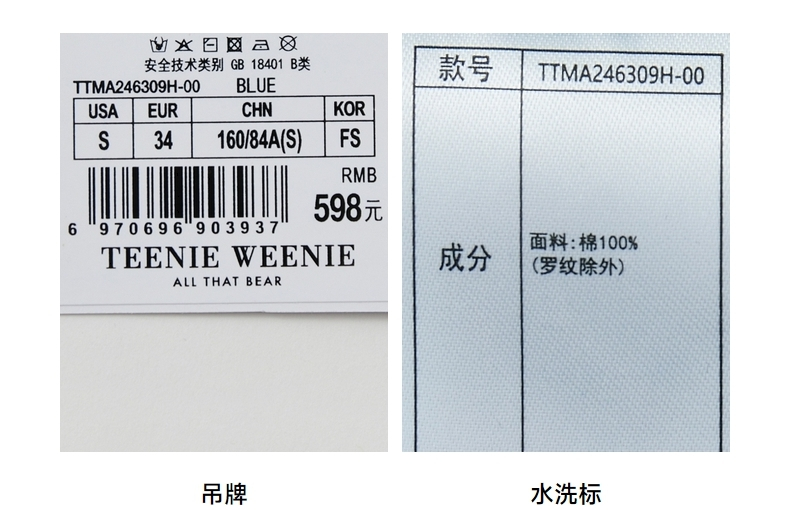 安全技术类别 GB 18401 B类
TTMA246309H-00 BLUE
USA EUR CHN KOR
S 34 160/84A(S) FS
RMB
598元
6 970696 903937
TEENIE WEENIE
ALL THAT BEAR
吊牌
款号 TTMA246309H-00
成分 面料:棉100%
(罗纹除外)
水洗标